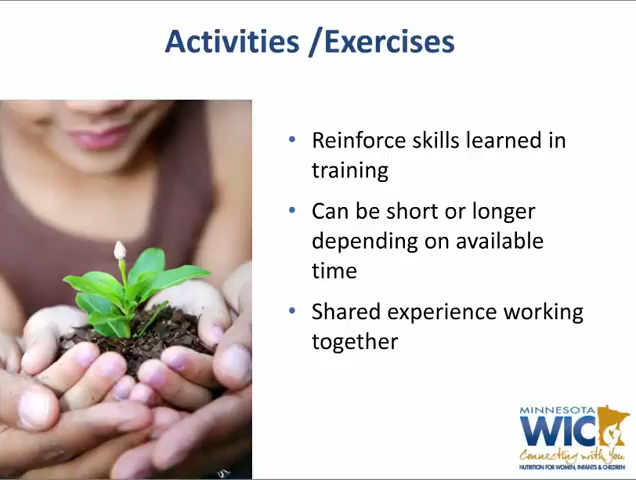 Activities /Exercises
• Reinforce skills learned in
training
• Can be short or longer
depending on available
time
• Shared experience working
together
MINNESOTA
WIC
Connecting with You
NUTRITION FOR WOMEN, INFANTS & CHILDREN